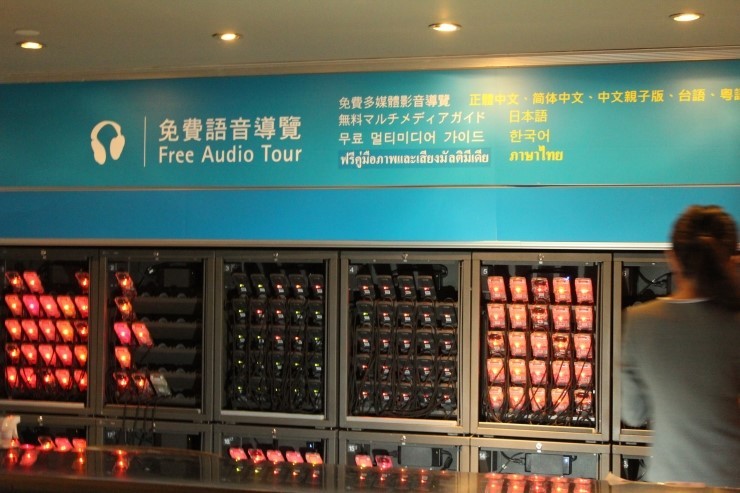 免費語音導覽
Free Audio Tour
免費多媒體影音導覽 正體中文、简体中文、中文親子版、台語、粵語
無料マルチメディアガイド 日本語
무료 멀티미디어 가이드 한국어
ฟรีคู่มือภาพและเสียงมัลติมีเดีย ภาษาไทย